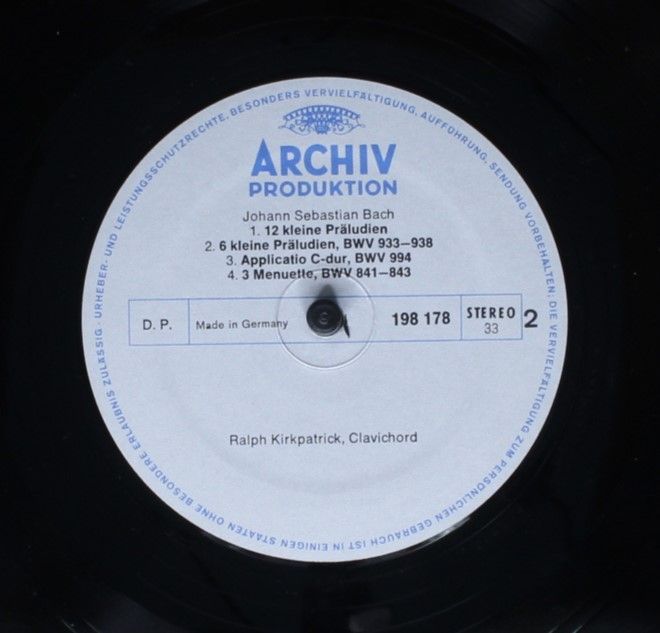 ARCHIV
PRODUKTION
Johann Sebastian Bach
1. 12 kleine Präludien
2. 6 kleine Präludien, BWV 933–938
3. Applicatio C-dur, BWV 994
4. 3 Menuette, BWV 841–843
D. P.
Made in Germany
198 178
STEREO
33
2
Ralph Kirkpatrick, Clavichord
URHEBER- UND LEISTUNGSSCHUTZRECHTE, BESONDERS VERVIELFÄLTIGUNG, AUFFÜHRUNG, SENDUNG VORBEHALTEN; DIE VERVIELFÄLTIGUNG ZUM PERSÖNLICHEN GEBRAUCH IST IN EINIGEN STAATEN OHNE BESONDERE ERLAUBNIS ZULÄSSIG ·